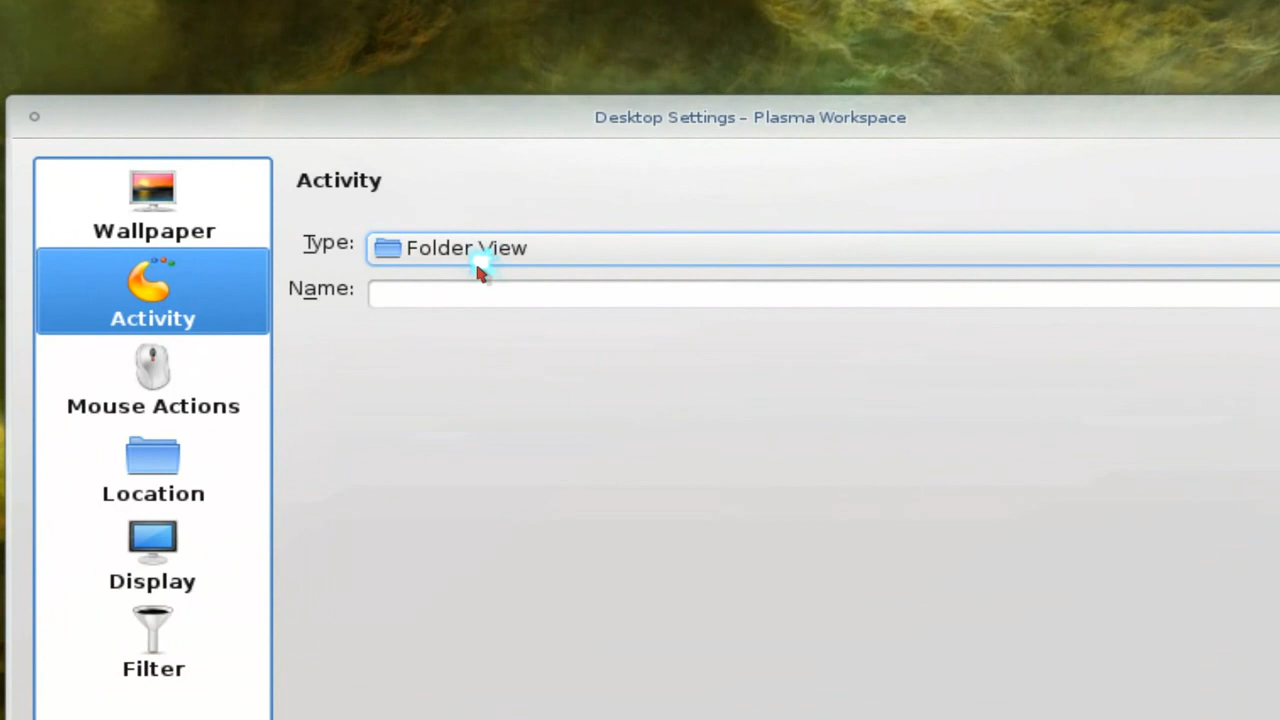 Desktop Settings – Plasma Workspace
Wallpaper
Activity
Mouse Actions
Location
Display
Filter
Activity
Type: Folder View
Name: